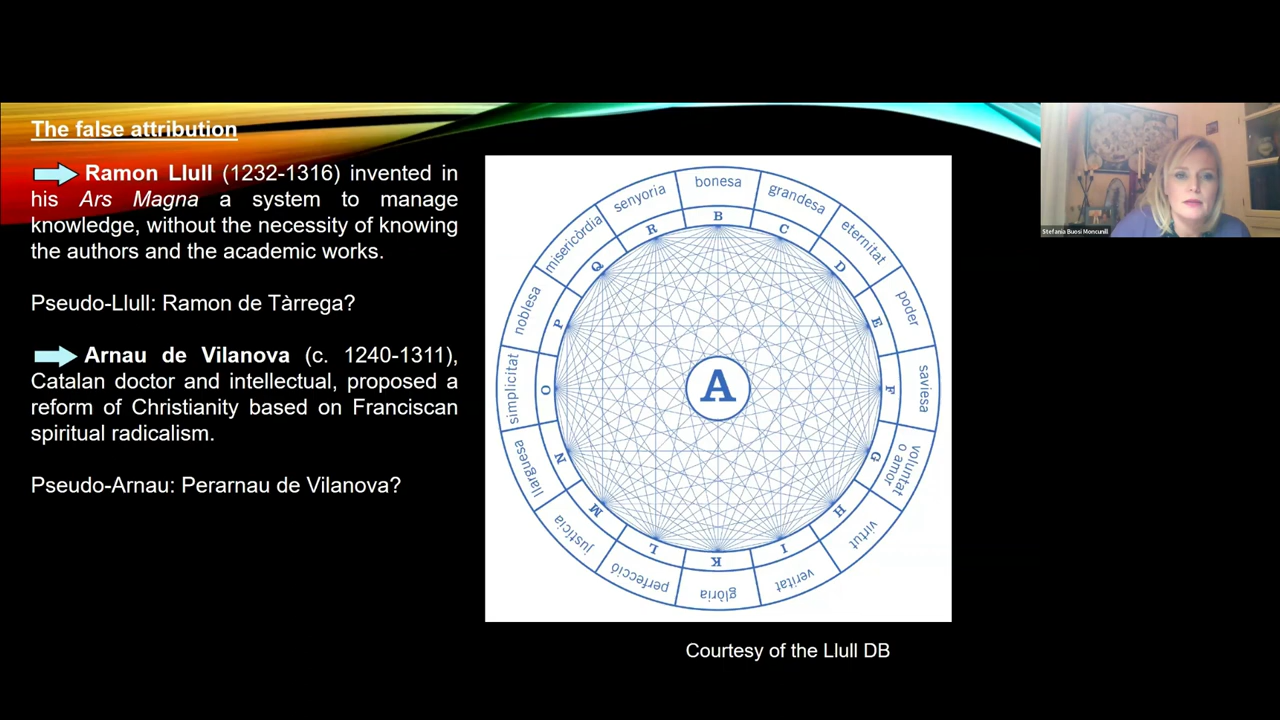 The false attribution
Ramon Llull (1232-1316) invented in
his Ars Magna a system to manage
knowledge, without the necessity of knowing
the authors and the academic works.
Pseudo-Llull: Ramon de Tàrrega?
Arnau de Vilanova (c. 1240-1311),
Catalan doctor and intellectual, proposed a
reform of Christianity based on Franciscan
spiritual radicalism.
Pseudo-Arnau: Perarnau de Vilanova?
bonesa
grandesa
eternitat
poder
saviesa
voluntat
o amor
virtut
veritat
glòria
perfecció
justícia
llarguesa
simplicitat
noblesa
misericòrdia
senyoria
B
C
D
E
F
G
H
I
K
L
M
N
O
P
Q
R
A
Courtesy of the Llull DB
Stefania Buosi Moncunill